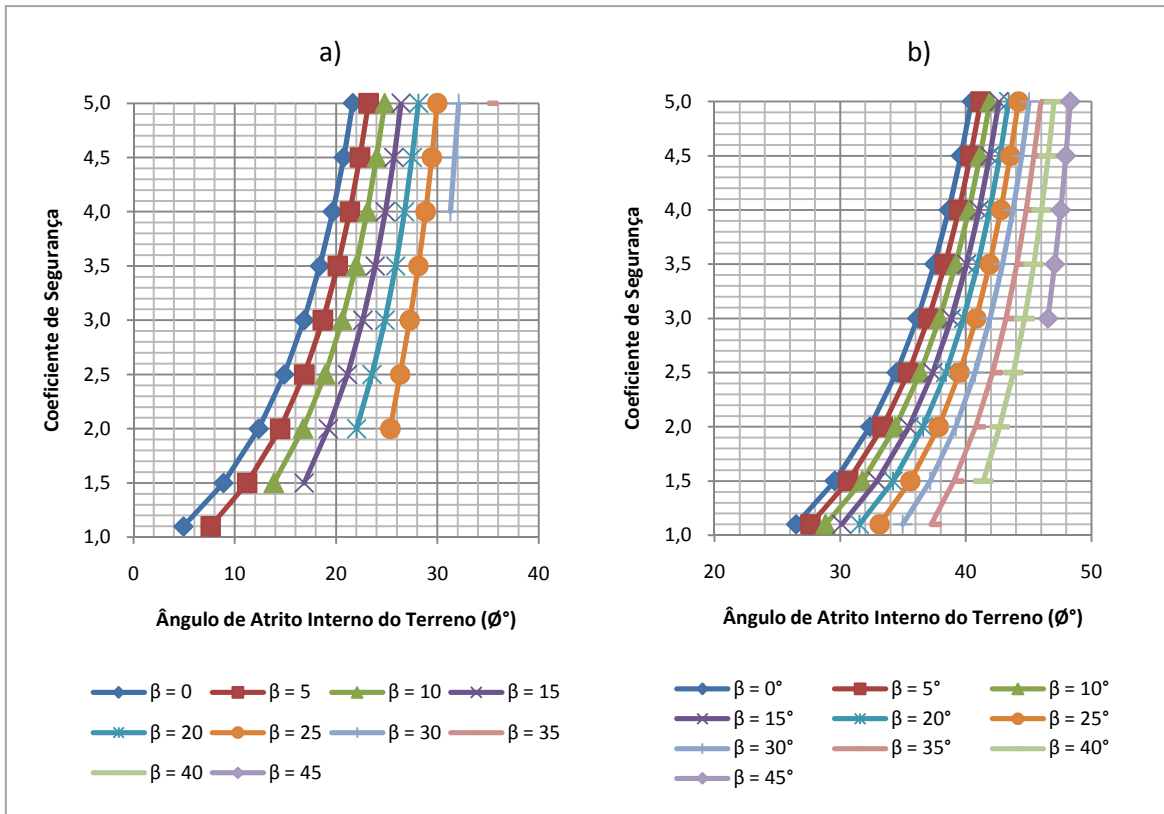 a)
5,0
4,5
4,0
3,5
3,0
2,5
2,0
1,5
1,0
Coeficiente de Segurança
0 10 20 30 40
Ângulo de Atrito Interno do Terreno (Ø°)
β = 0 β = 5 β = 10 β = 15
β = 20 β = 25 β = 30 β = 35
β = 40 β = 45
b)
5,0
4,5
4,0
3,5
3,0
2,5
2,0
1,5
1,0
Coeficiente de Segurança
20 30 40 50
Ângulo de Atrito Interno do Terreno (Ø°)
β = 0° β = 5° β = 10°
β = 15° β = 20° β = 25°
β = 30° β = 35° β = 40°
β = 45°